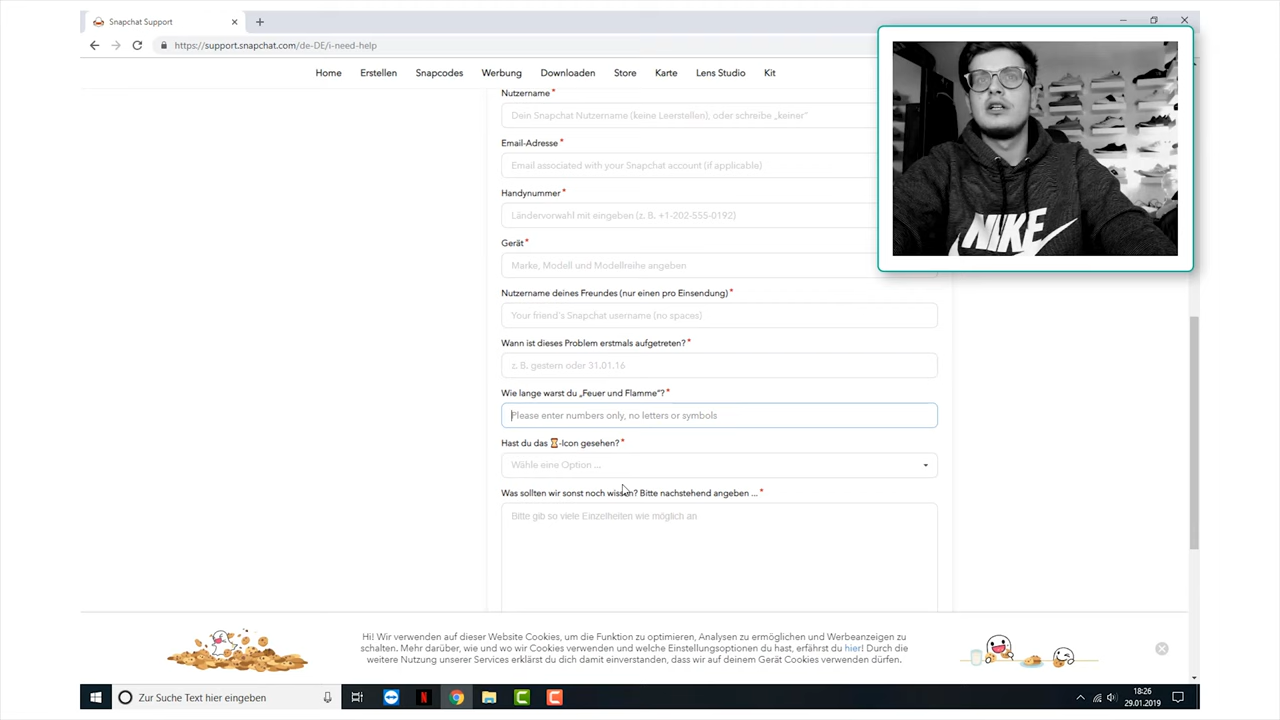 Snapchat Support
https://support.snapchat.com/de-DE/i-need-help
Home Erstellen Snapcodes Werbung Downloaden Store Karte Lens Studio Kit
Nutzername *
Dein Snapchat Nutzername (keine Leerstellen), oder schreibe „keiner"
Email-Adresse *
Email associated with your Snapchat account (if applicable)
Handynummer *
Ländervorwahl mit eingeben (z. B. +1-202-555-0192)
Gerät *
Marke, Modell und Modellreihe angeben
Nutzername deines Freundes (nur einen pro Einsendung) *
Your friend's Snapchat username (no spaces)
Wann ist dieses Problem erstmals aufgetreten? *
z. B. gestern oder 31.01.16
Wie lange warst du „Feuer und Flamme"? *
Please enter numbers only, no letters or symbols
Hast du das ⌛-Icon gesehen? *
Wähle eine Option ...
Was sollten wir sonst noch wissen? Bitte nachstehend angeben ... *
Bitte gib so viele Einzelheiten wie möglich an
Hi! Wir verwenden auf dieser Website Cookies, um die Funktion zu optimieren, Analysen zu ermöglichen und Werbeanzeigen zu
schalten. Mehr darüber, wie und wo wir Cookies verwenden und welche Einstellungsoptionen du hast, erfährst du hier! Durch die
weitere Nutzung unserer Services erklärst du dich damit einverstanden, dass wir auf deinem Gerät Cookies verwenden dürfen.
NIKE
Zur Suche Text hier eingeben
18:26
29.01.2019